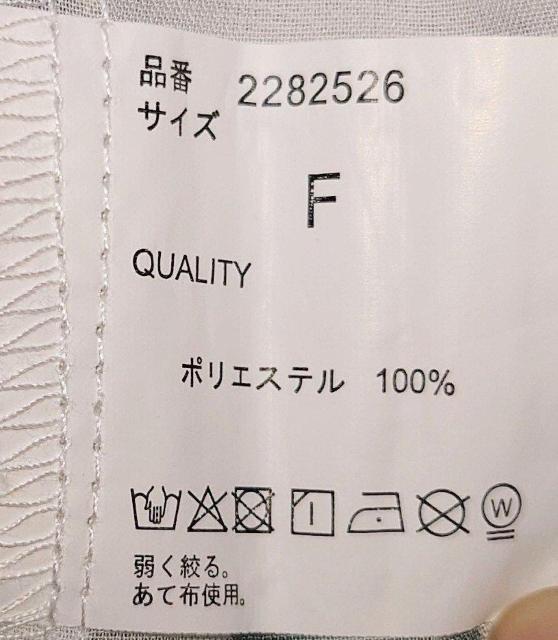 品番 2282526
サイズ
F
QUALITY
ポリエステル 100%
W
弱く絞る。
あて布使用。